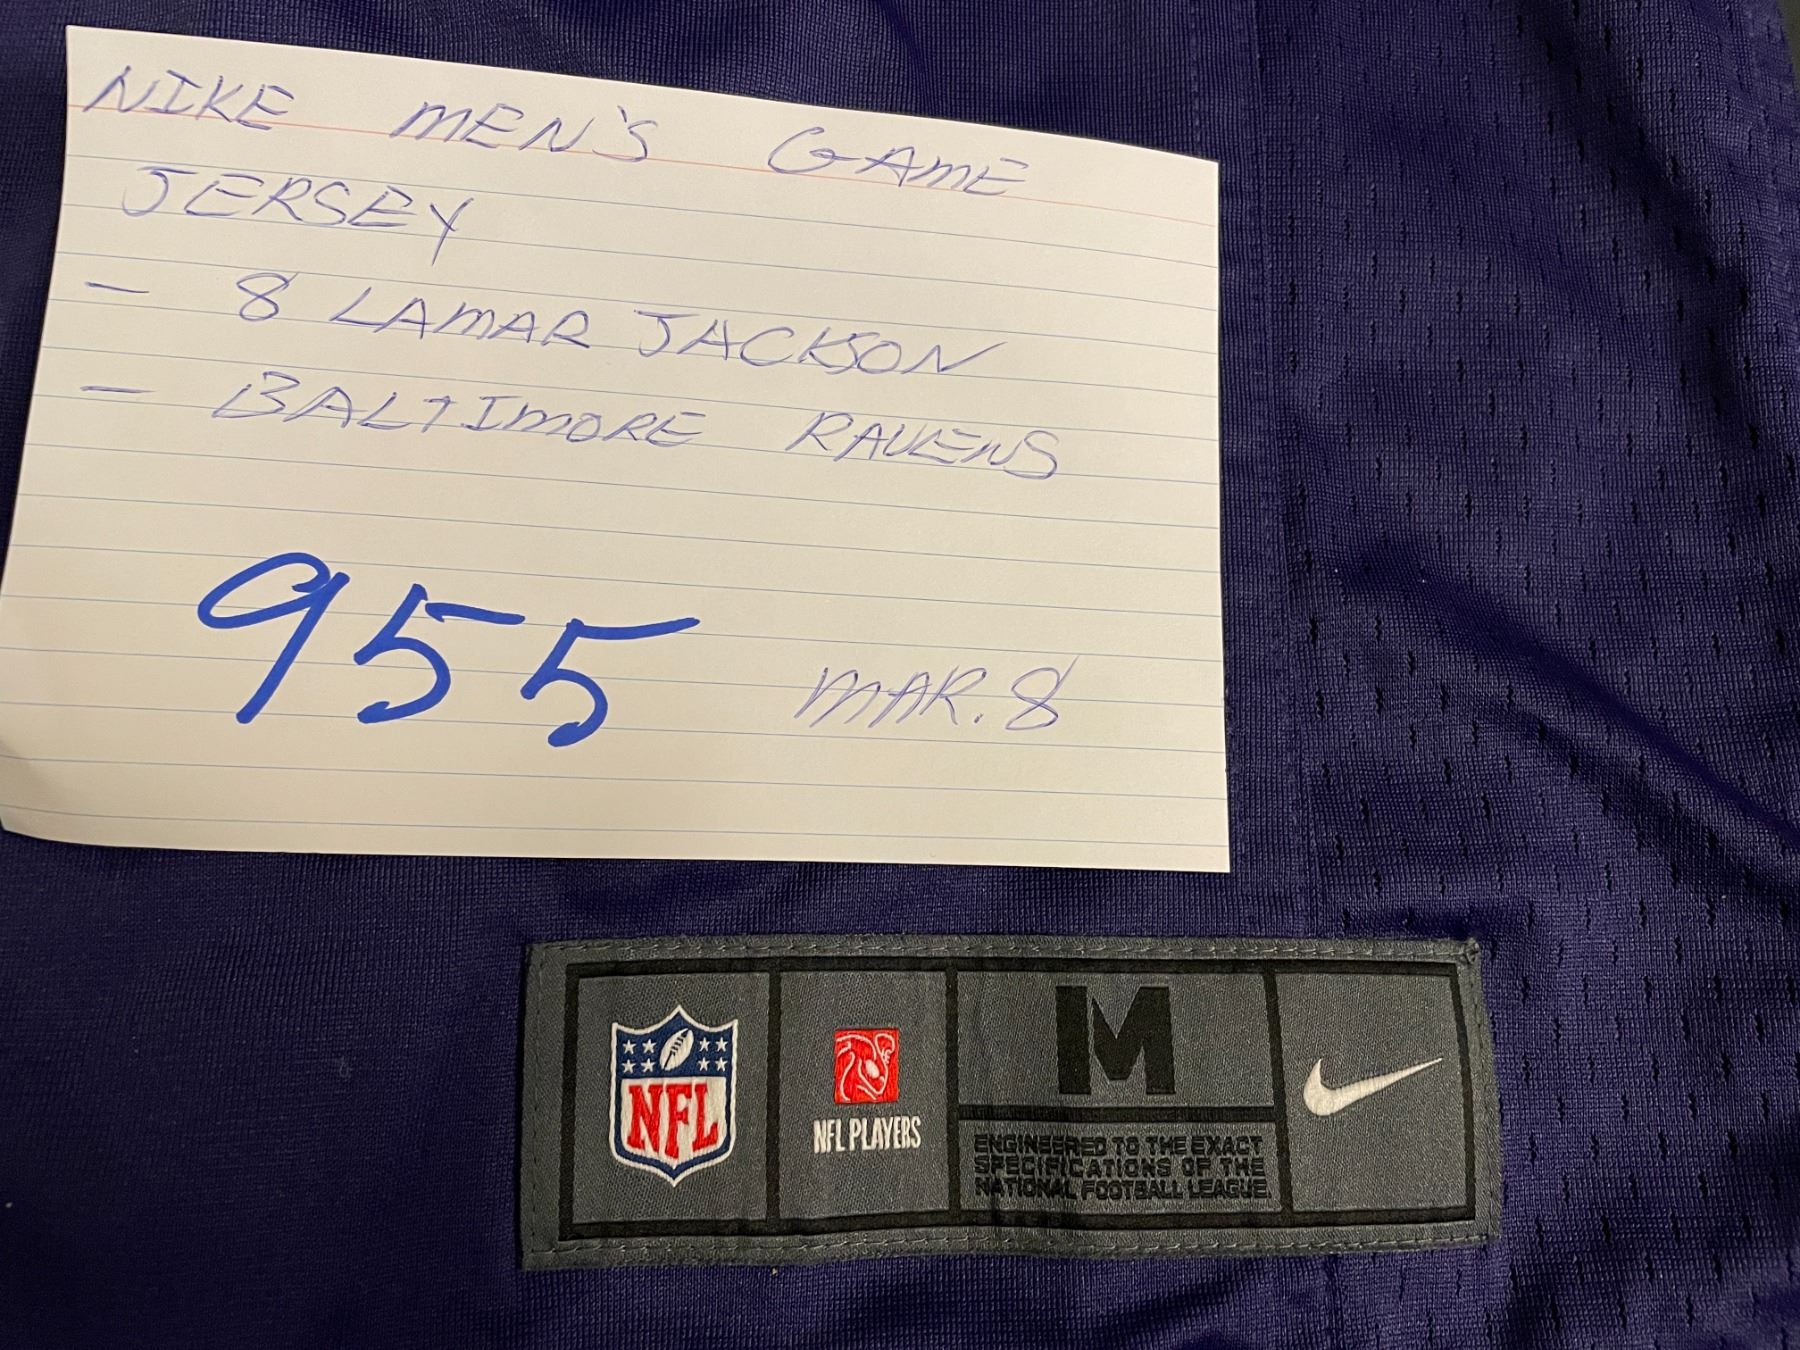 NIKE MEN'S GAME
JERSEY
- 8 LAMAR JACKSON
- BALTIMORE RAVENS
955 MAR. 8
NFL
NFL PLAYERS
M
ENGINEERED TO THE EXACT
SPECIFICATIONS OF THE
NATIONAL FOOTBALL LEAGUE.